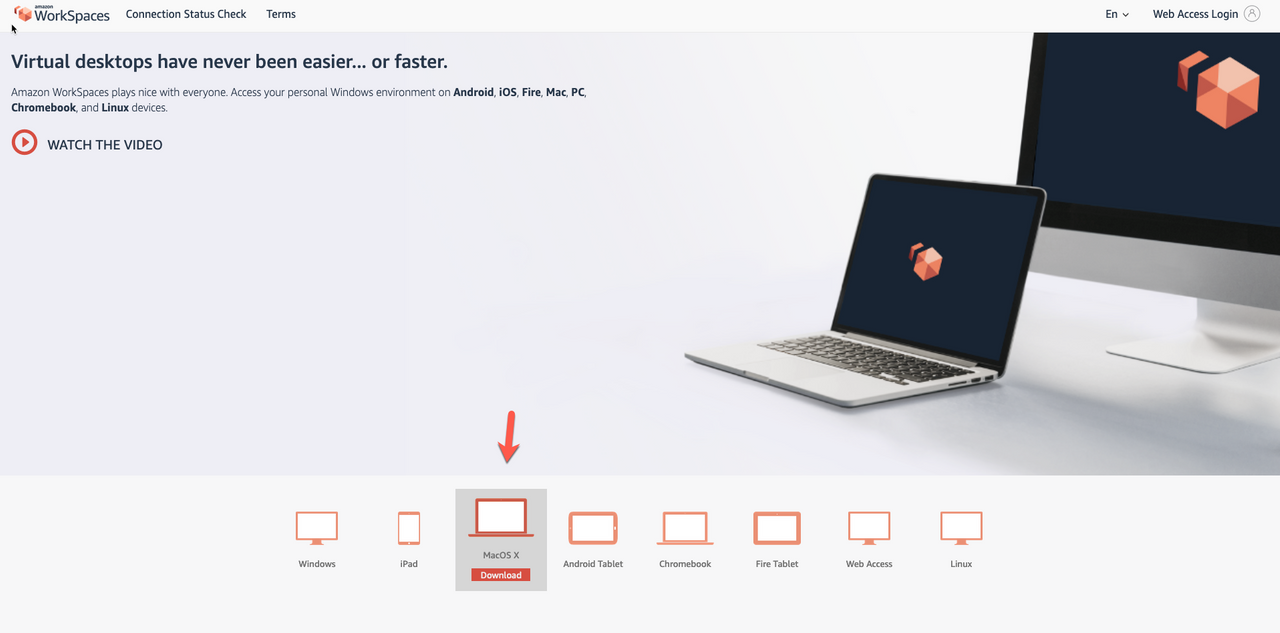 amazon
WorkSpaces
Connection Status Check
Terms
En
Web Access Login
Virtual desktops have never been easier... or faster.
Amazon WorkSpaces plays nice with everyone. Access your personal Windows environment on Android, iOS, Fire, Mac, PC,
Chromebook, and Linux devices.
WATCH THE VIDEO
Windows
iPad
MacOS X
Download
Android Tablet
Chromebook
Fire Tablet
Web Access
Linux